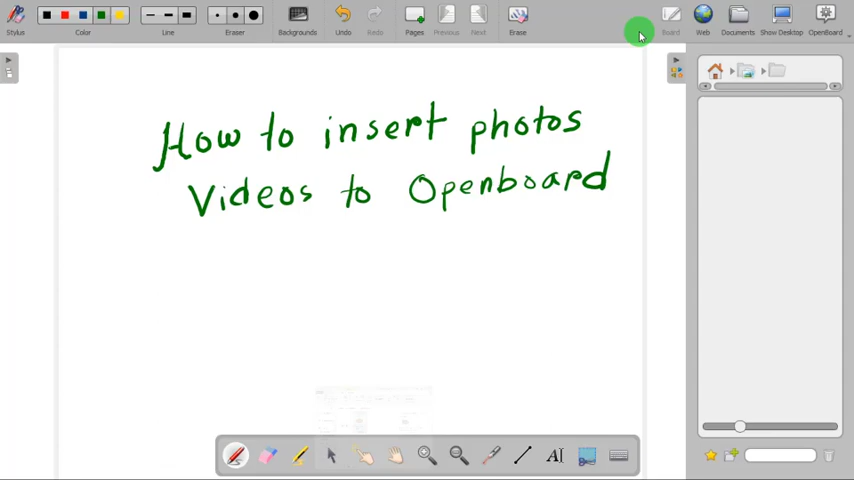 Stylus Color Line Eraser Backgrounds Undo Redo Pages Previous Next Erase Board Web Documents Show Desktop OpenBoard
How to insert photos
Videos to Openboard
AI